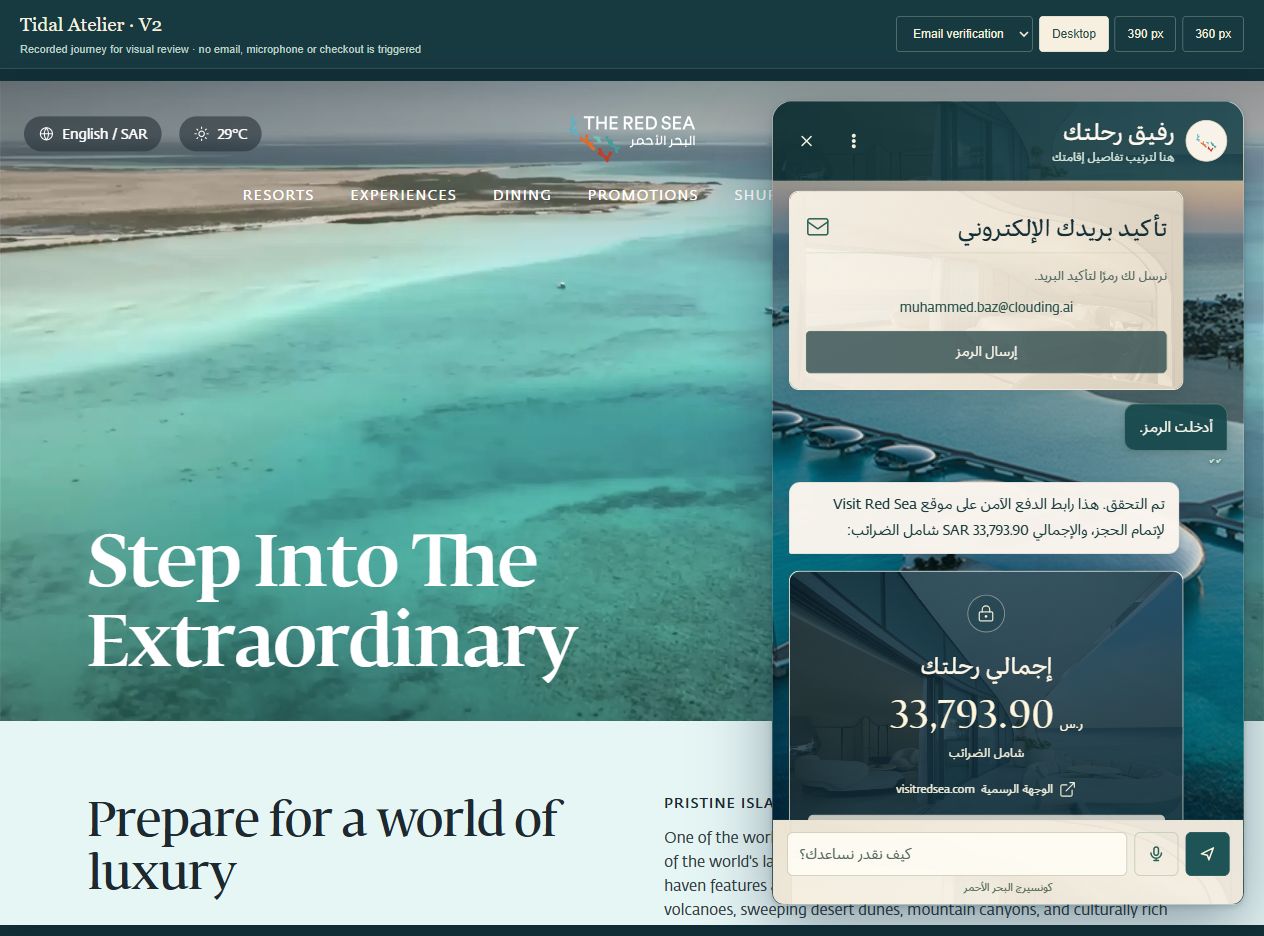 Tidal Atelier · V2
Recorded journey for visual review · no email, microphone or checkout is triggered
Email verification
Desktop
390 px
360 px
English / SAR
29°C
THE RED SEA
البحر الأحمر
RESORTS
EXPERIENCES
DINING
PROMOTIONS
SHUR
Step Into The
Extraordinary
Prepare for a world of
luxury
PRISTINE ISLA
One of the worl
of the world's la
haven features
volcanoes, sweeping desert dunes, mountain canyons, and culturally rich
رفيق رحلتك
هنا لترتيب تفاصيل إقامتك
تأكيد بريدك الإلكتروني
نرسل لك رمزًا لتأكيد البريد.
muhammed.baz@clouding.ai
إرسال الرمز
أدخلت الرمز.
تم التحقق. هذا رابط الدفع الآمن على موقع Visit Red Sea
لإتمام الحجز، والإجمالي SAR 33,793.90 شامل الضرائب:
إجمالي رحلتك
33,793.90 ر.س
شامل الضرائب
الوجهة الرسمية visitredsea.com
كيف نقدر نساعدك؟
كونسيرج البحر الأحمر